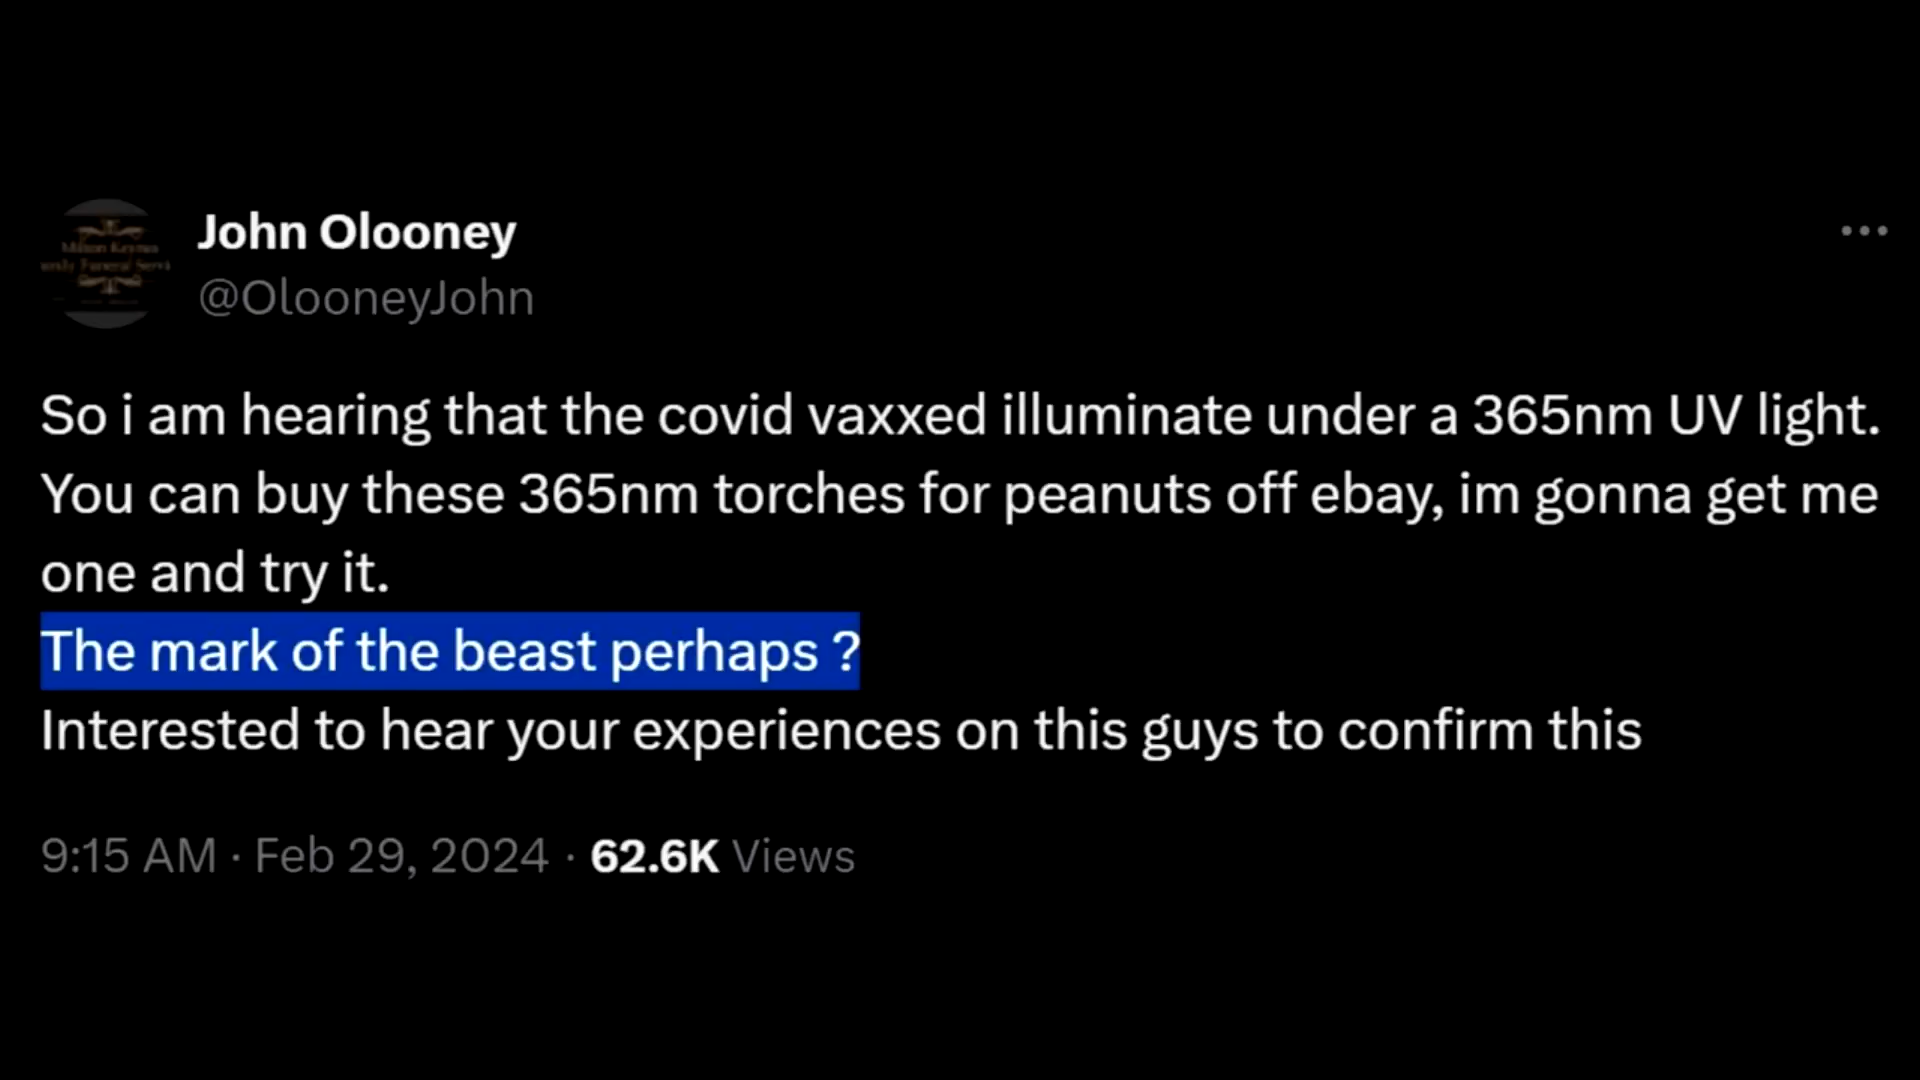 John Olooney
@OlooneyJohn
So i am hearing that the covid vaxxed illuminate under a 365nm UV light.
You can buy these 365nm torches for peanuts off ebay, im gonna get me
one and try it.
The mark of the beast perhaps ?
Interested to hear your experiences on this guys to confirm this
9:15 AM · Feb 29, 2024 · 62.6K Views